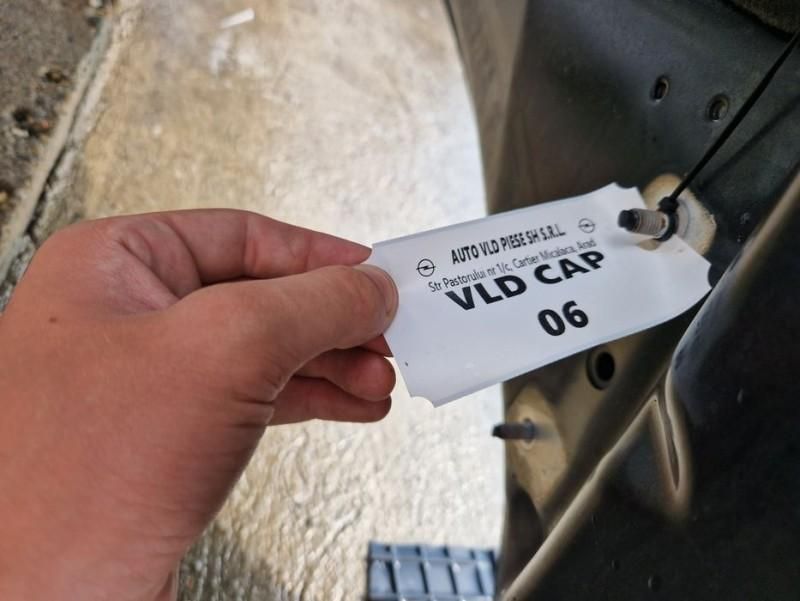 AUTO VLD PIESE SH S.R.L.
Str Pastorului nr 1/c, Cartier Micalaca, Arad
VLD CAP
06